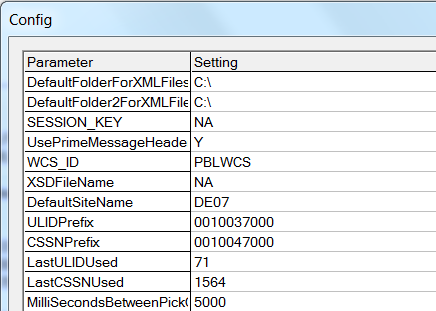 Config
Parameter Setting
DefaultFolderForXMLFiles C:\
DefaultFolder2ForXMLFile C:\
SESSION_KEY NA
UsePrimeMessageHeade Y
WCS_ID PBLWCS
XSDFileName NA
DefaultSiteName DE07
ULIDPrefix 0010037000
CSSNPrefix 0010047000
LastULIDUsed 71
LastCSSNUsed 1564
MilliSecondsBetweenPick 5000